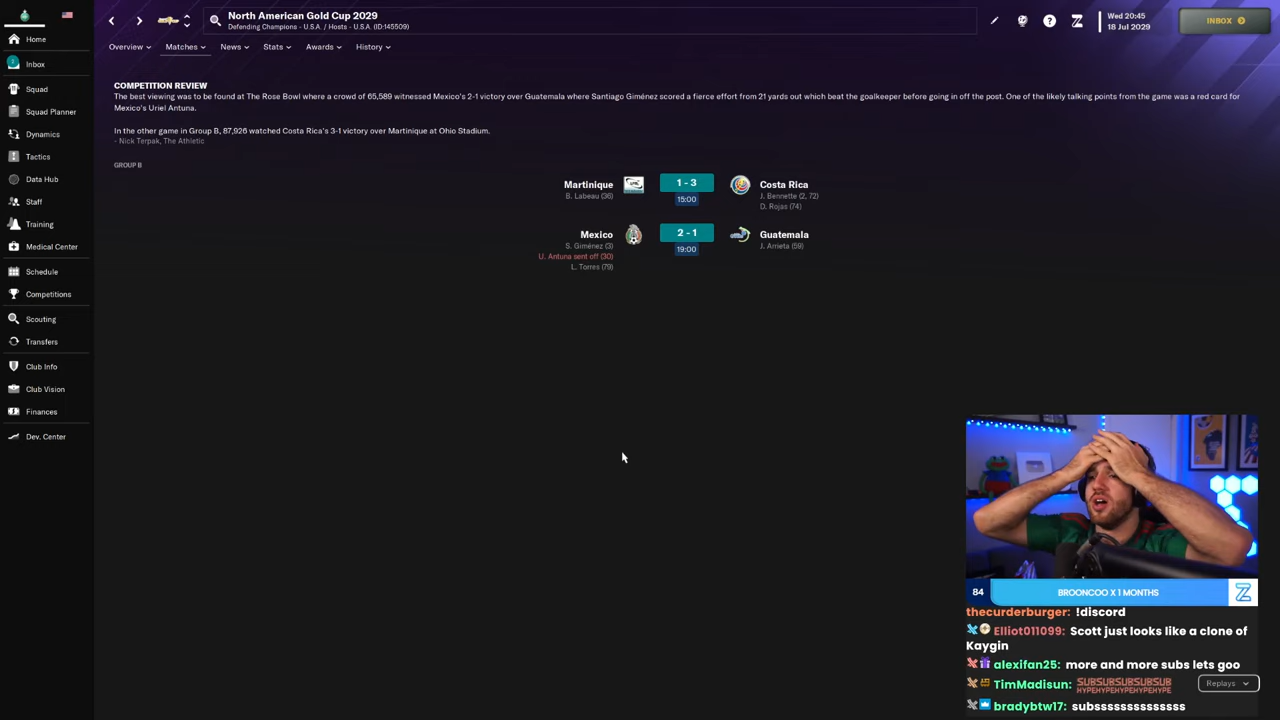 North American Gold Cup 2029
Defending Champions - U.S.A. / Hosts - U.S.A. (ID:145509)
Wed 20:45
18 Jul 2029
INBOX
Overview
Matches
News
Stats
Awards
History
Home
Inbox
Squad
Squad Planner
Dynamics
Tactics
Data Hub
Staff
Training
Medical Center
Schedule
Competitions
Scouting
Transfers
Club Info
Club Vision
Finances
Dev. Center
COMPETITION REVIEW
The best viewing was to be found at The Rose Bowl where a crowd of 65,589 witnessed Mexico's 2-1 victory over Guatemala where Santiago Giménez scored a fierce effort from 21 yards out which beat the goalkeeper before going in off the post. One of the likely talking points from the game was a red card for
Mexico's Uriel Antuna.
In the other game in Group B, 87,926 watched Costa Rica's 3-1 victory over Martinique at Ohio Stadium.
- Nick Terpak, The Athletic
GROUP B
Martinique
B. Labeau (36)
1 - 3
15:00
Costa Rica
J. Bennette (2, 72)
D. Rojas (74)
Mexico
S. Giménez (3)
U. Antuna sent off (30)
L. Torres (79)
2 - 1
19:00
Guatemala
J. Arrieta (59)
84
BROONCOO X 1 MONTHS
Z
thecurderburger: !discord
Elliot011099: Scott just looks like a clone of
Kaygin
alexifan25: more and more subs lets goo
TimMadisun: SUBSUBSUBSUBSUB
HYPEHYPEHYPEHYPEHYPE
Replays
bradybtw17: subsssssssssssss